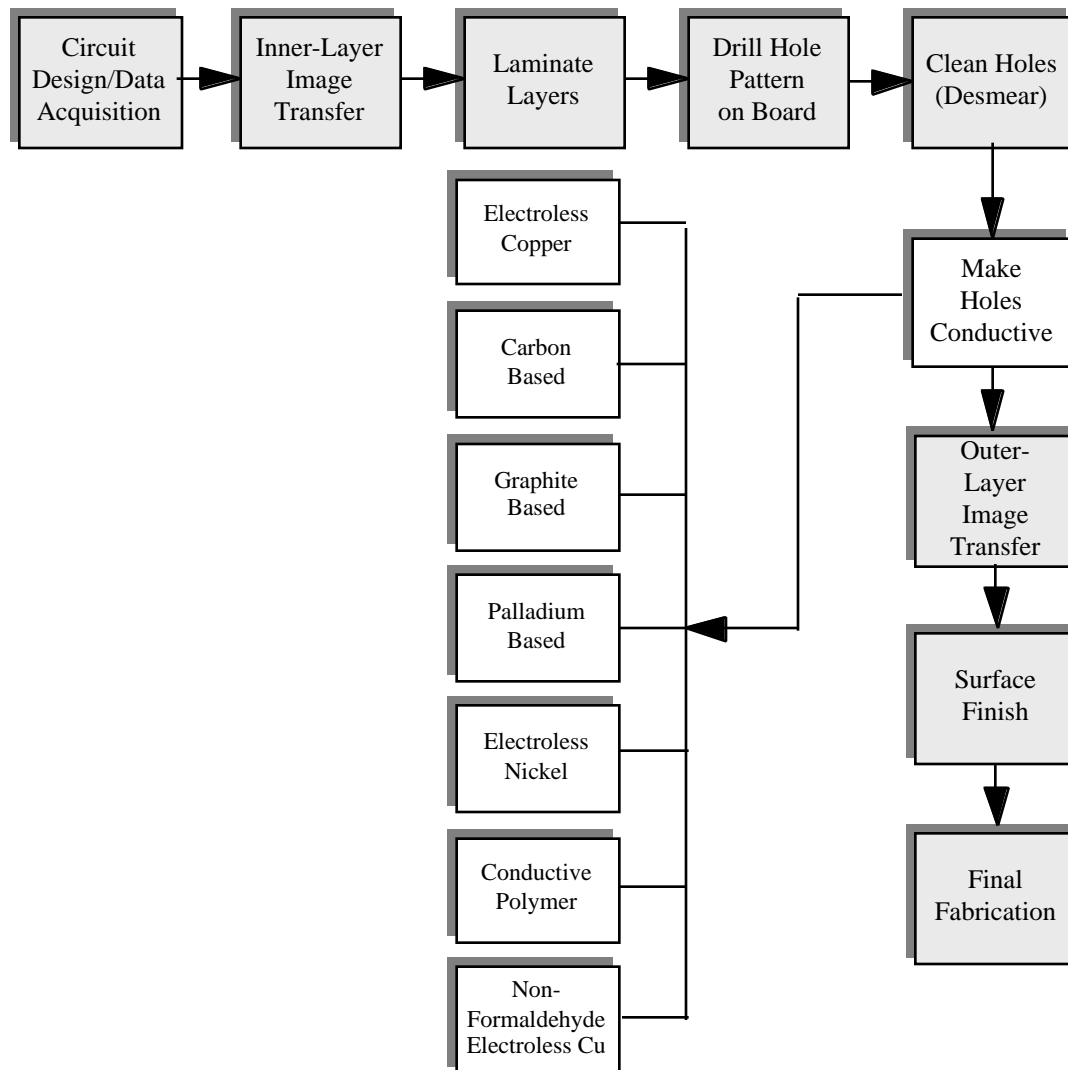 Circuit
Design/Data
Acquisition
Inner-Layer
Image
Transfer
Laminate
Layers
Drill Hole
Pattern
on Board
Clean Holes
(Desmear)
Make
Holes
Conductive
Outer-
Layer
Image
Transfer
Surface
Finish
Final
Fabrication
Electroless
Copper
Carbon
Based
Graphite
Based
Palladium
Based
Electroless
Nickel
Conductive
Polymer
Non-
Formaldehyde
Electroless Cu